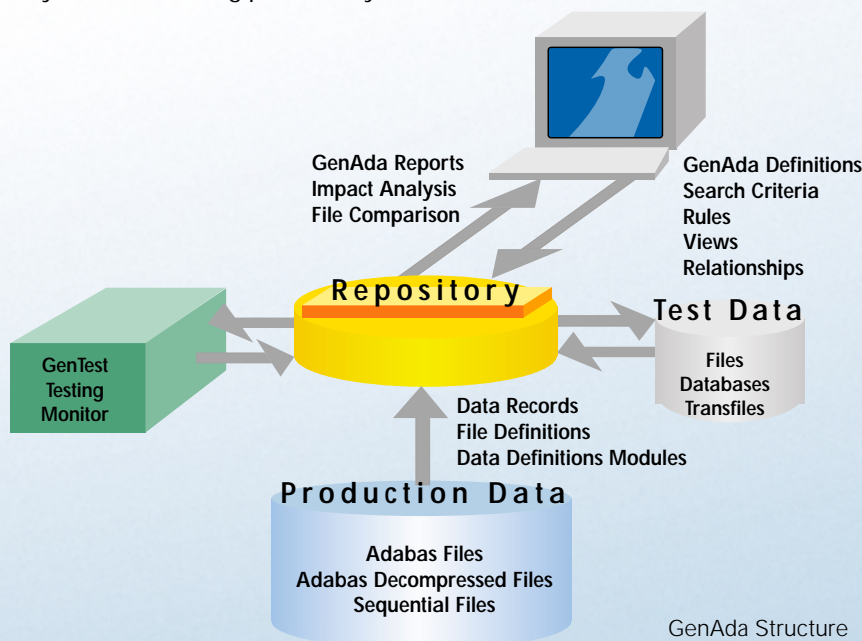 GenAda Reports
Impact Analysis
File Comparison
GenAda Definitions
Search Criteria
Rules
Views
Relationships
Repository
Test Data
Files
Databases
Transfiles
GenTest
Testing
Monitor
Data Records
File Definitions
Data Definitions Modules
Production Data
Adabas Files
Adabas Decompressed Files
Sequential Files
GenAda Structure